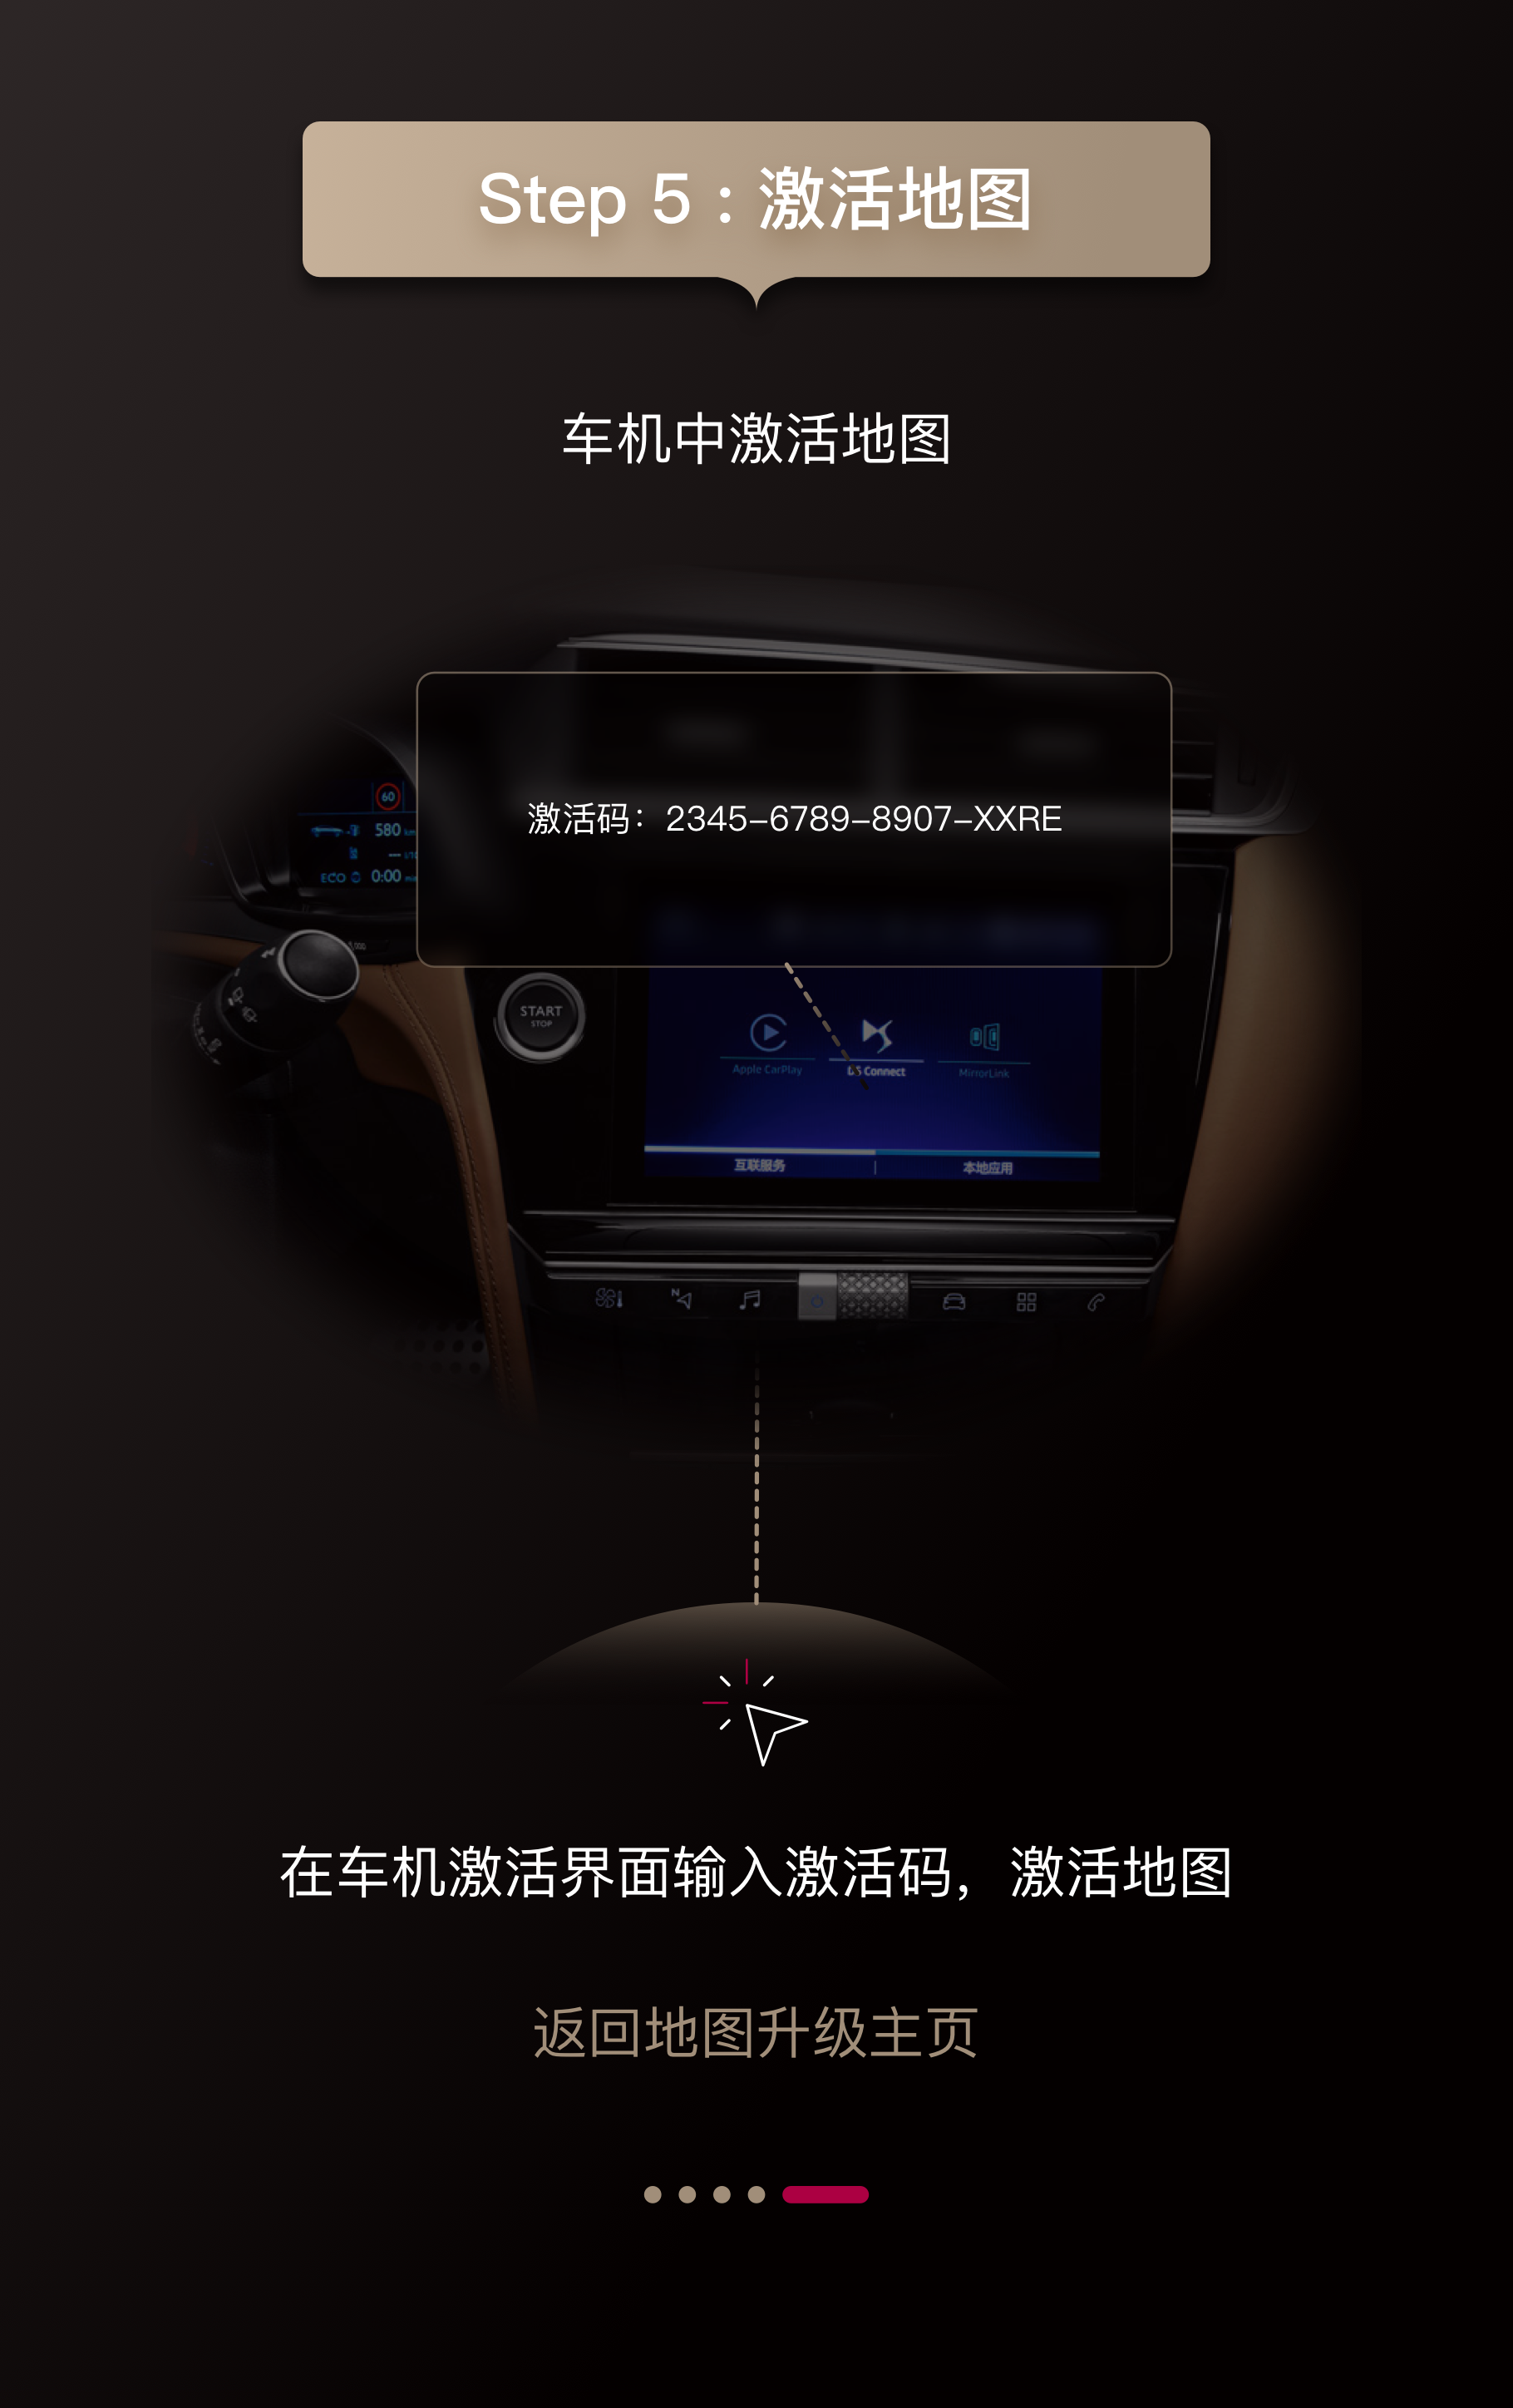 Step 5：激活地图
车机中激活地图
激活码：2345-6789-8907-XXRE
60
580 km
ECO 0:00
START
STOP
Apple CarPlay
DS Connect
MirrorLink
互联服务 | 本地应用
N
在车机激活界面输入激活码，激活地图
返回地图升级主页